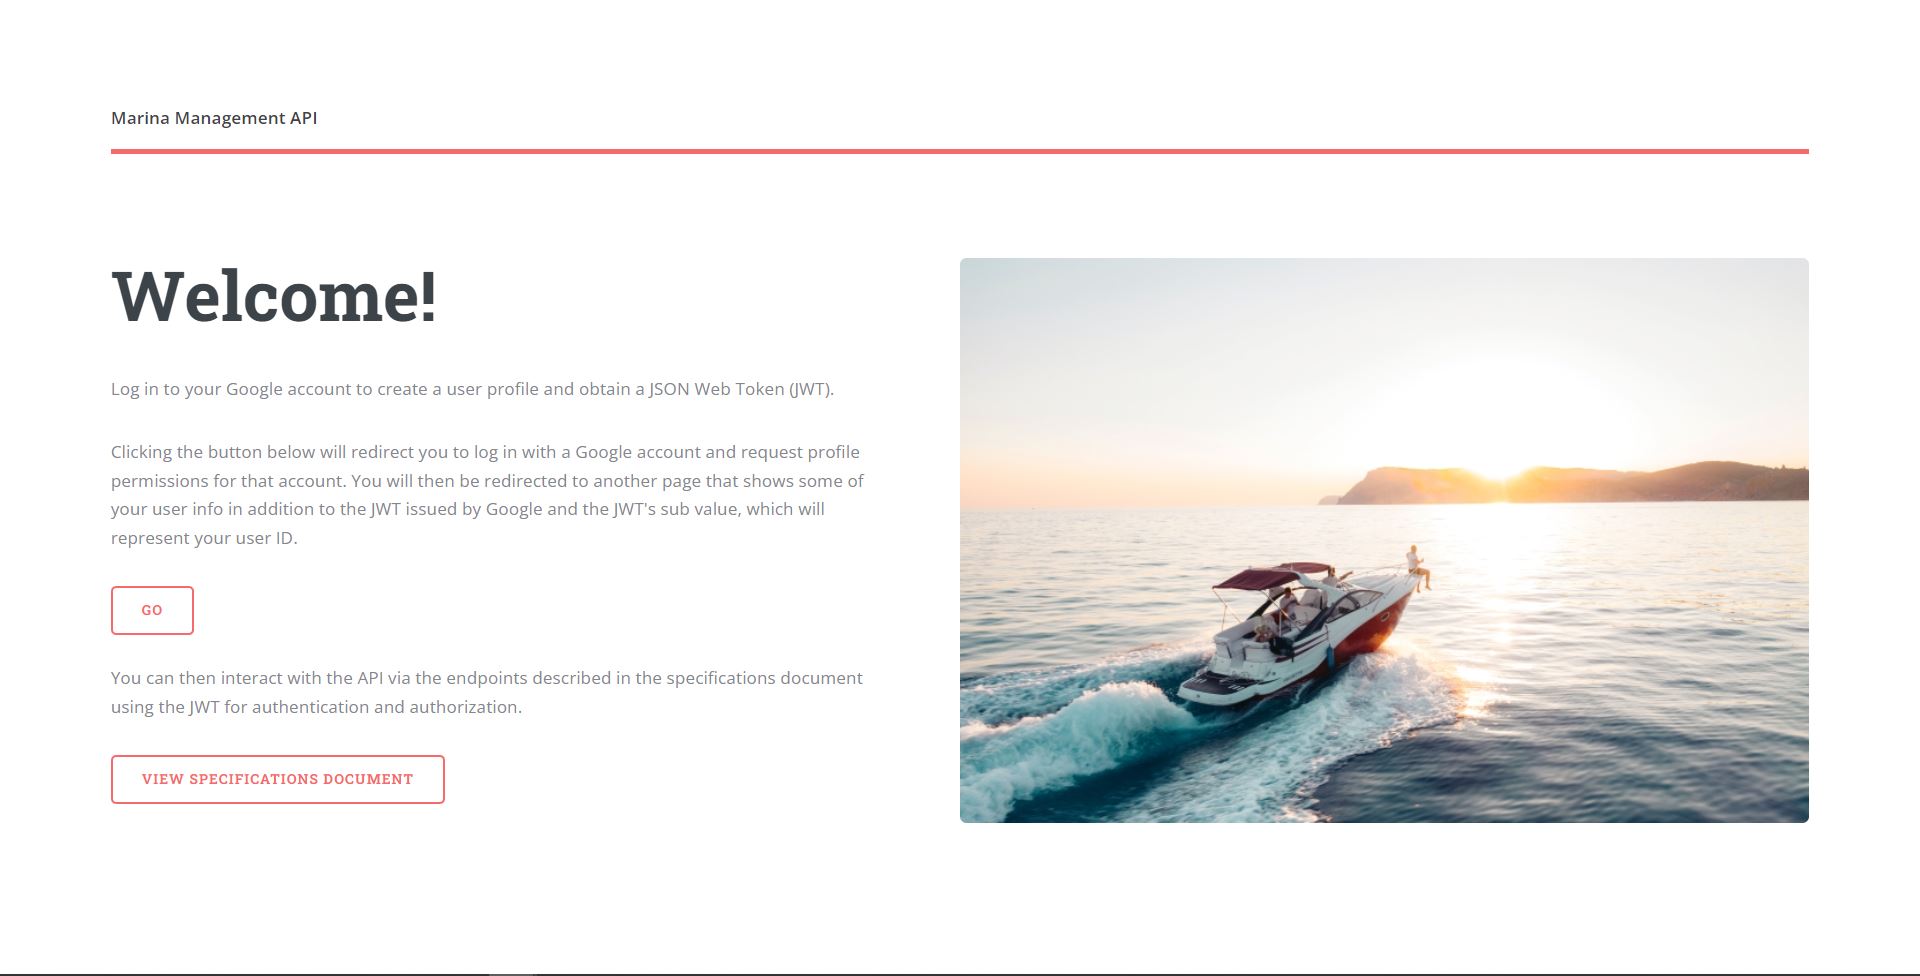 Marina Management API
Welcome!
Log in to your Google account to create a user profile and obtain a JSON Web Token (JWT).
Clicking the button below will redirect you to log in with a Google account and request profile
permissions for that account. You will then be redirected to another page that shows some of
your user info in addition to the JWT issued by Google and the JWT's sub value, which will
represent your user ID.
GO
You can then interact with the API via the endpoints described in the specifications document
using the JWT for authentication and authorization.
VIEW SPECIFICATIONS DOCUMENT